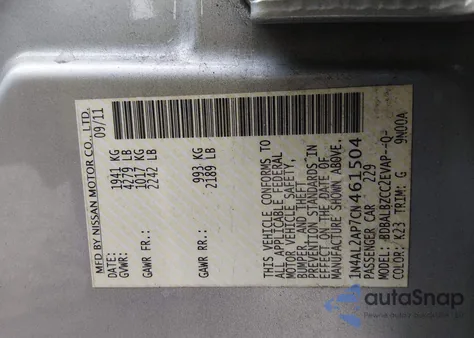 MFD BY NISSAN MOTOR CO., LTD.
DATE: 09/11
GVWR: 1941 KG
4279 LB
GAWR FR: 1017 KG
2242 LB
GAWR RR: 993 KG
2189 LB
THIS VEHICLE CONFORMS TO
ALL APPLICABLE FEDERAL
MOTOR VEHICLE SAFETY,
BUMPER, AND THEFT
PREVENTION STANDARDS IN
EFFECT ON THE DATE OF
MANUFACTURE SHOWN ABOVE.
1N4AL2AP7CN461504
PASSENGER CAR 229
MODEL: BDBALBZCC2EVAP--Q-
COLOR: K23 TRIM: G 9N00A
autoSnap